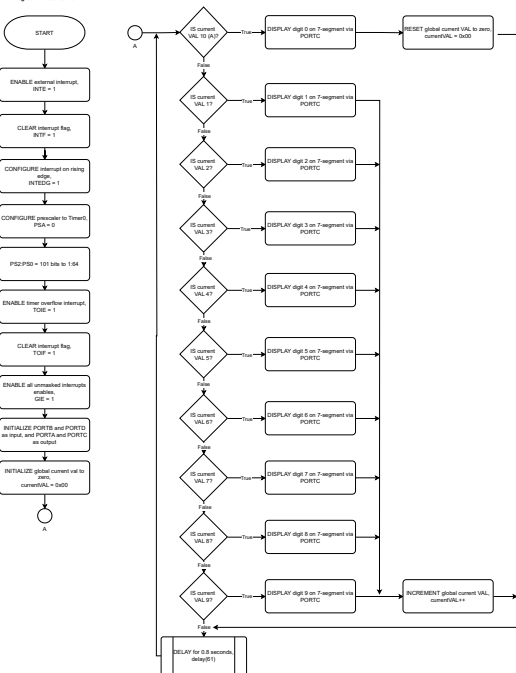 START
ENABLE external interrupt,
INTE = 1
CLEAR interrupt flag,
INTF = 1
CONFIGURE interrupt on rising
edge,
INTEDG = 1
CONFIGURE prescaler to Timer0,
PSA = 0
PS2:PS0 = 101 bits to 1:64
ENABLE timer overflow interrupt,
TOIE = 1
CLEAR interrupt flag,
TOIF = 1
ENABLE all unmasked interrupts
enables,
GIE = 1
INITIALIZE PORTB and PORTD
as input, and PORTA and PORTC
as output
INITIALIZE global current val to
zero,
currentVAL = 0x00
A
A
IS current
VAL 10 (A)?
True
DISPLAY digit 0 on 7-segment via
PORTC
RESET global current VAL to zero,
currentVAL = 0x00
False
IS current
VAL 1?
True
DISPLAY digit 1 on 7-segment via
PORTC
False
IS current
VAL 2?
True
DISPLAY digit 2 on 7-segment via
PORTC
False
IS current
VAL 3?
True
DISPLAY digit 3 on 7-segment via
PORTC
False
IS current
VAL 4?
True
DISPLAY digit 4 on 7-segment via
PORTC
False
IS current
VAL 5?
True
DISPLAY digit 5 on 7-segment via
PORTC
False
IS current
VAL 6?
True
DISPLAY digit 6 on 7-segment via
PORTC
False
IS current
VAL 7?
True
DISPLAY digit 7 on 7-segment via
PORTC
False
IS current
VAL 8?
True
DISPLAY digit 8 on 7-segment via
PORTC
False
IS current
VAL 9?
True
DISPLAY digit 9 on 7-segment via
PORTC
INCREMENT global current VAL,
currentVAL++
False
DELAY for 0.8 seconds,
delay(61)